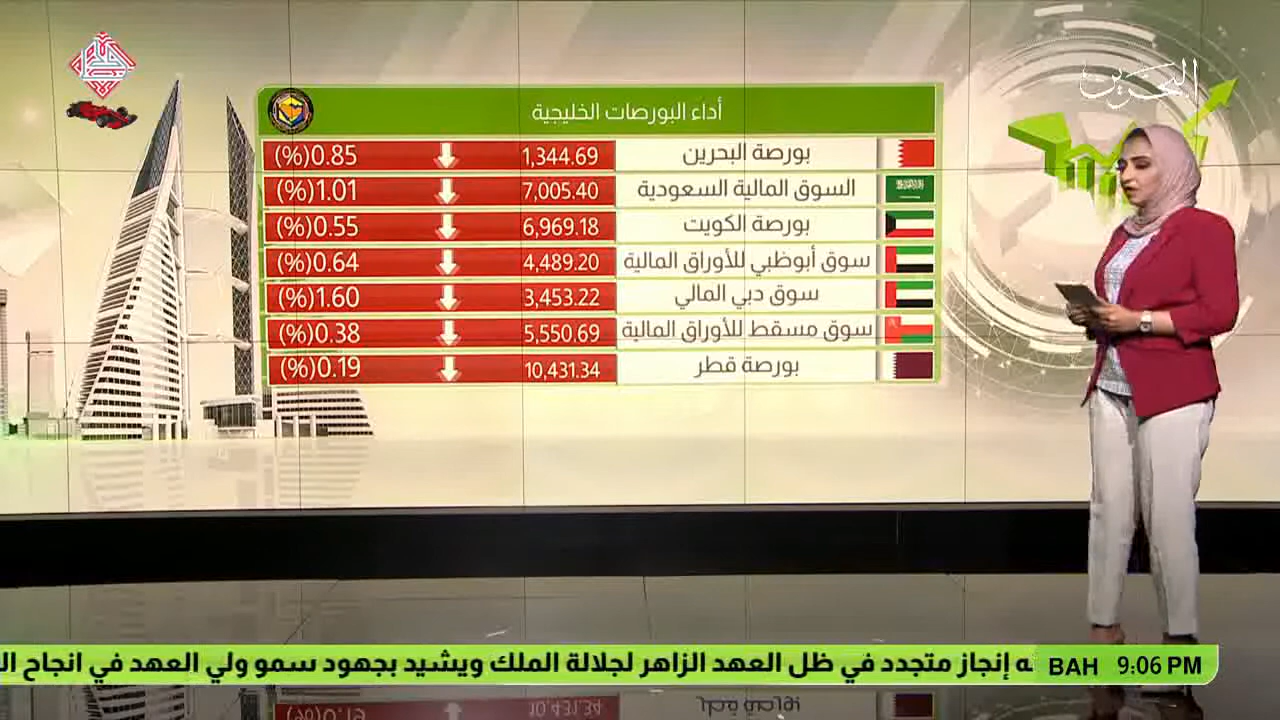 البحرين
أداء البورصات الخليجية
بورصة البحرين 1,344.69 (%)0.85
السوق المالية السعودية 7,005.40 (%)1.01
بورصة الكويت 6,969.18 (%)0.55
سوق أبوظبي للأوراق المالية 4,489.20 (%)0.64
سوق دبي المالي 3,453.22 (%)1.60
سوق مسقط للأوراق المالية 5,550.69 (%)0.38
بورصة قطر 10,431.34 (%)0.19
BAH 9:06 PM
إنجاز متجدد في ظل العهد الزاهر لجلالة الملك ويشيد بجهود سمو ولي العهد في انجاح